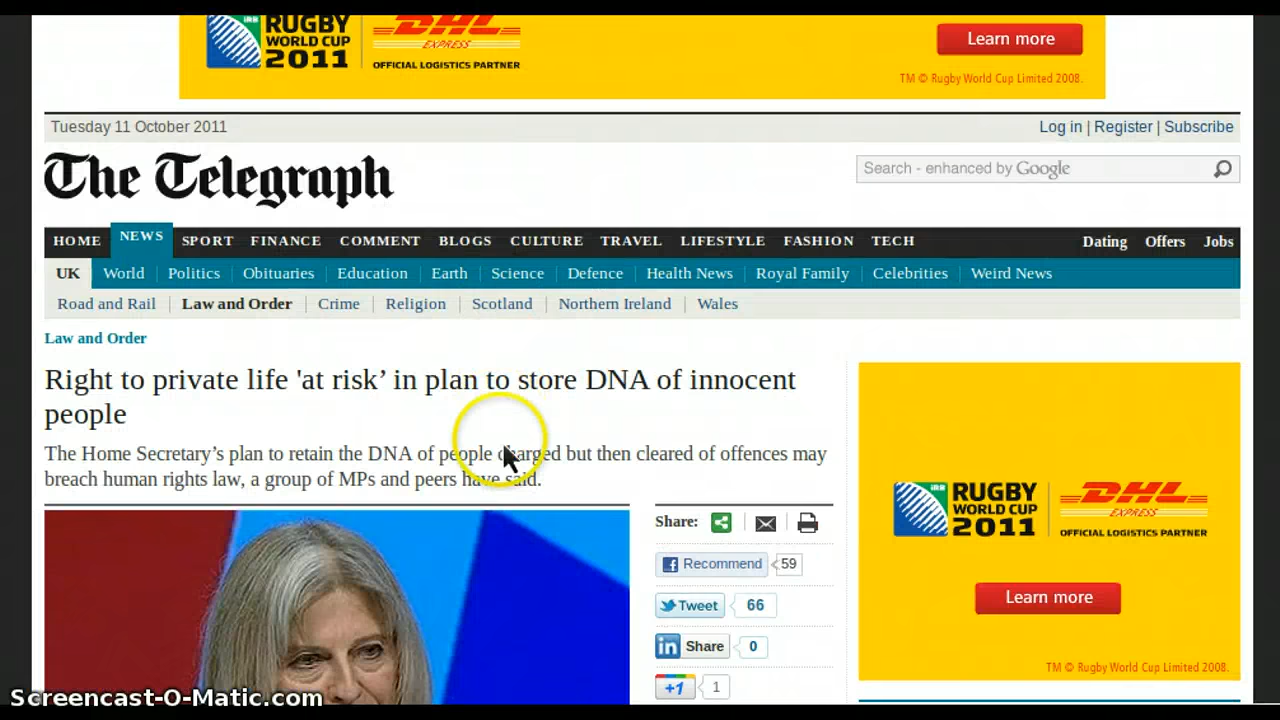 RUGBY
WORLD CUP
2011
DHL
EXPRESS
OFFICIAL LOGISTICS PARTNER
Learn more
TM © Rugby World Cup Limited 2008.
Tuesday 11 October 2011
Log in | Register | Subscribe
The Telegraph
Search - enhanced by Google
HOME NEWS SPORT FINANCE COMMENT BLOGS CULTURE TRAVEL LIFESTYLE FASHION TECH Dating Offers Jobs
UK World Politics Obituaries Education Earth Science Defence Health News Royal Family Celebrities Weird News
Road and Rail Law and Order Crime Religion Scotland Northern Ireland Wales
Law and Order
Right to private life 'at risk’ in plan to store DNA of innocent
people
The Home Secretary’s plan to retain the DNA of people charged but then cleared of offences may
breach human rights law, a group of MPs and peers have said.
Share:
Recommend 59
Tweet 66
in Share 0
+1 1
IRB
RUGBY
WORLD CUP
2011
DHL
EXPRESS
OFFICIAL LOGISTICS PARTNER
Learn more
TM © Rugby World Cup Limited 2008.
Screencast-O-Matic.com